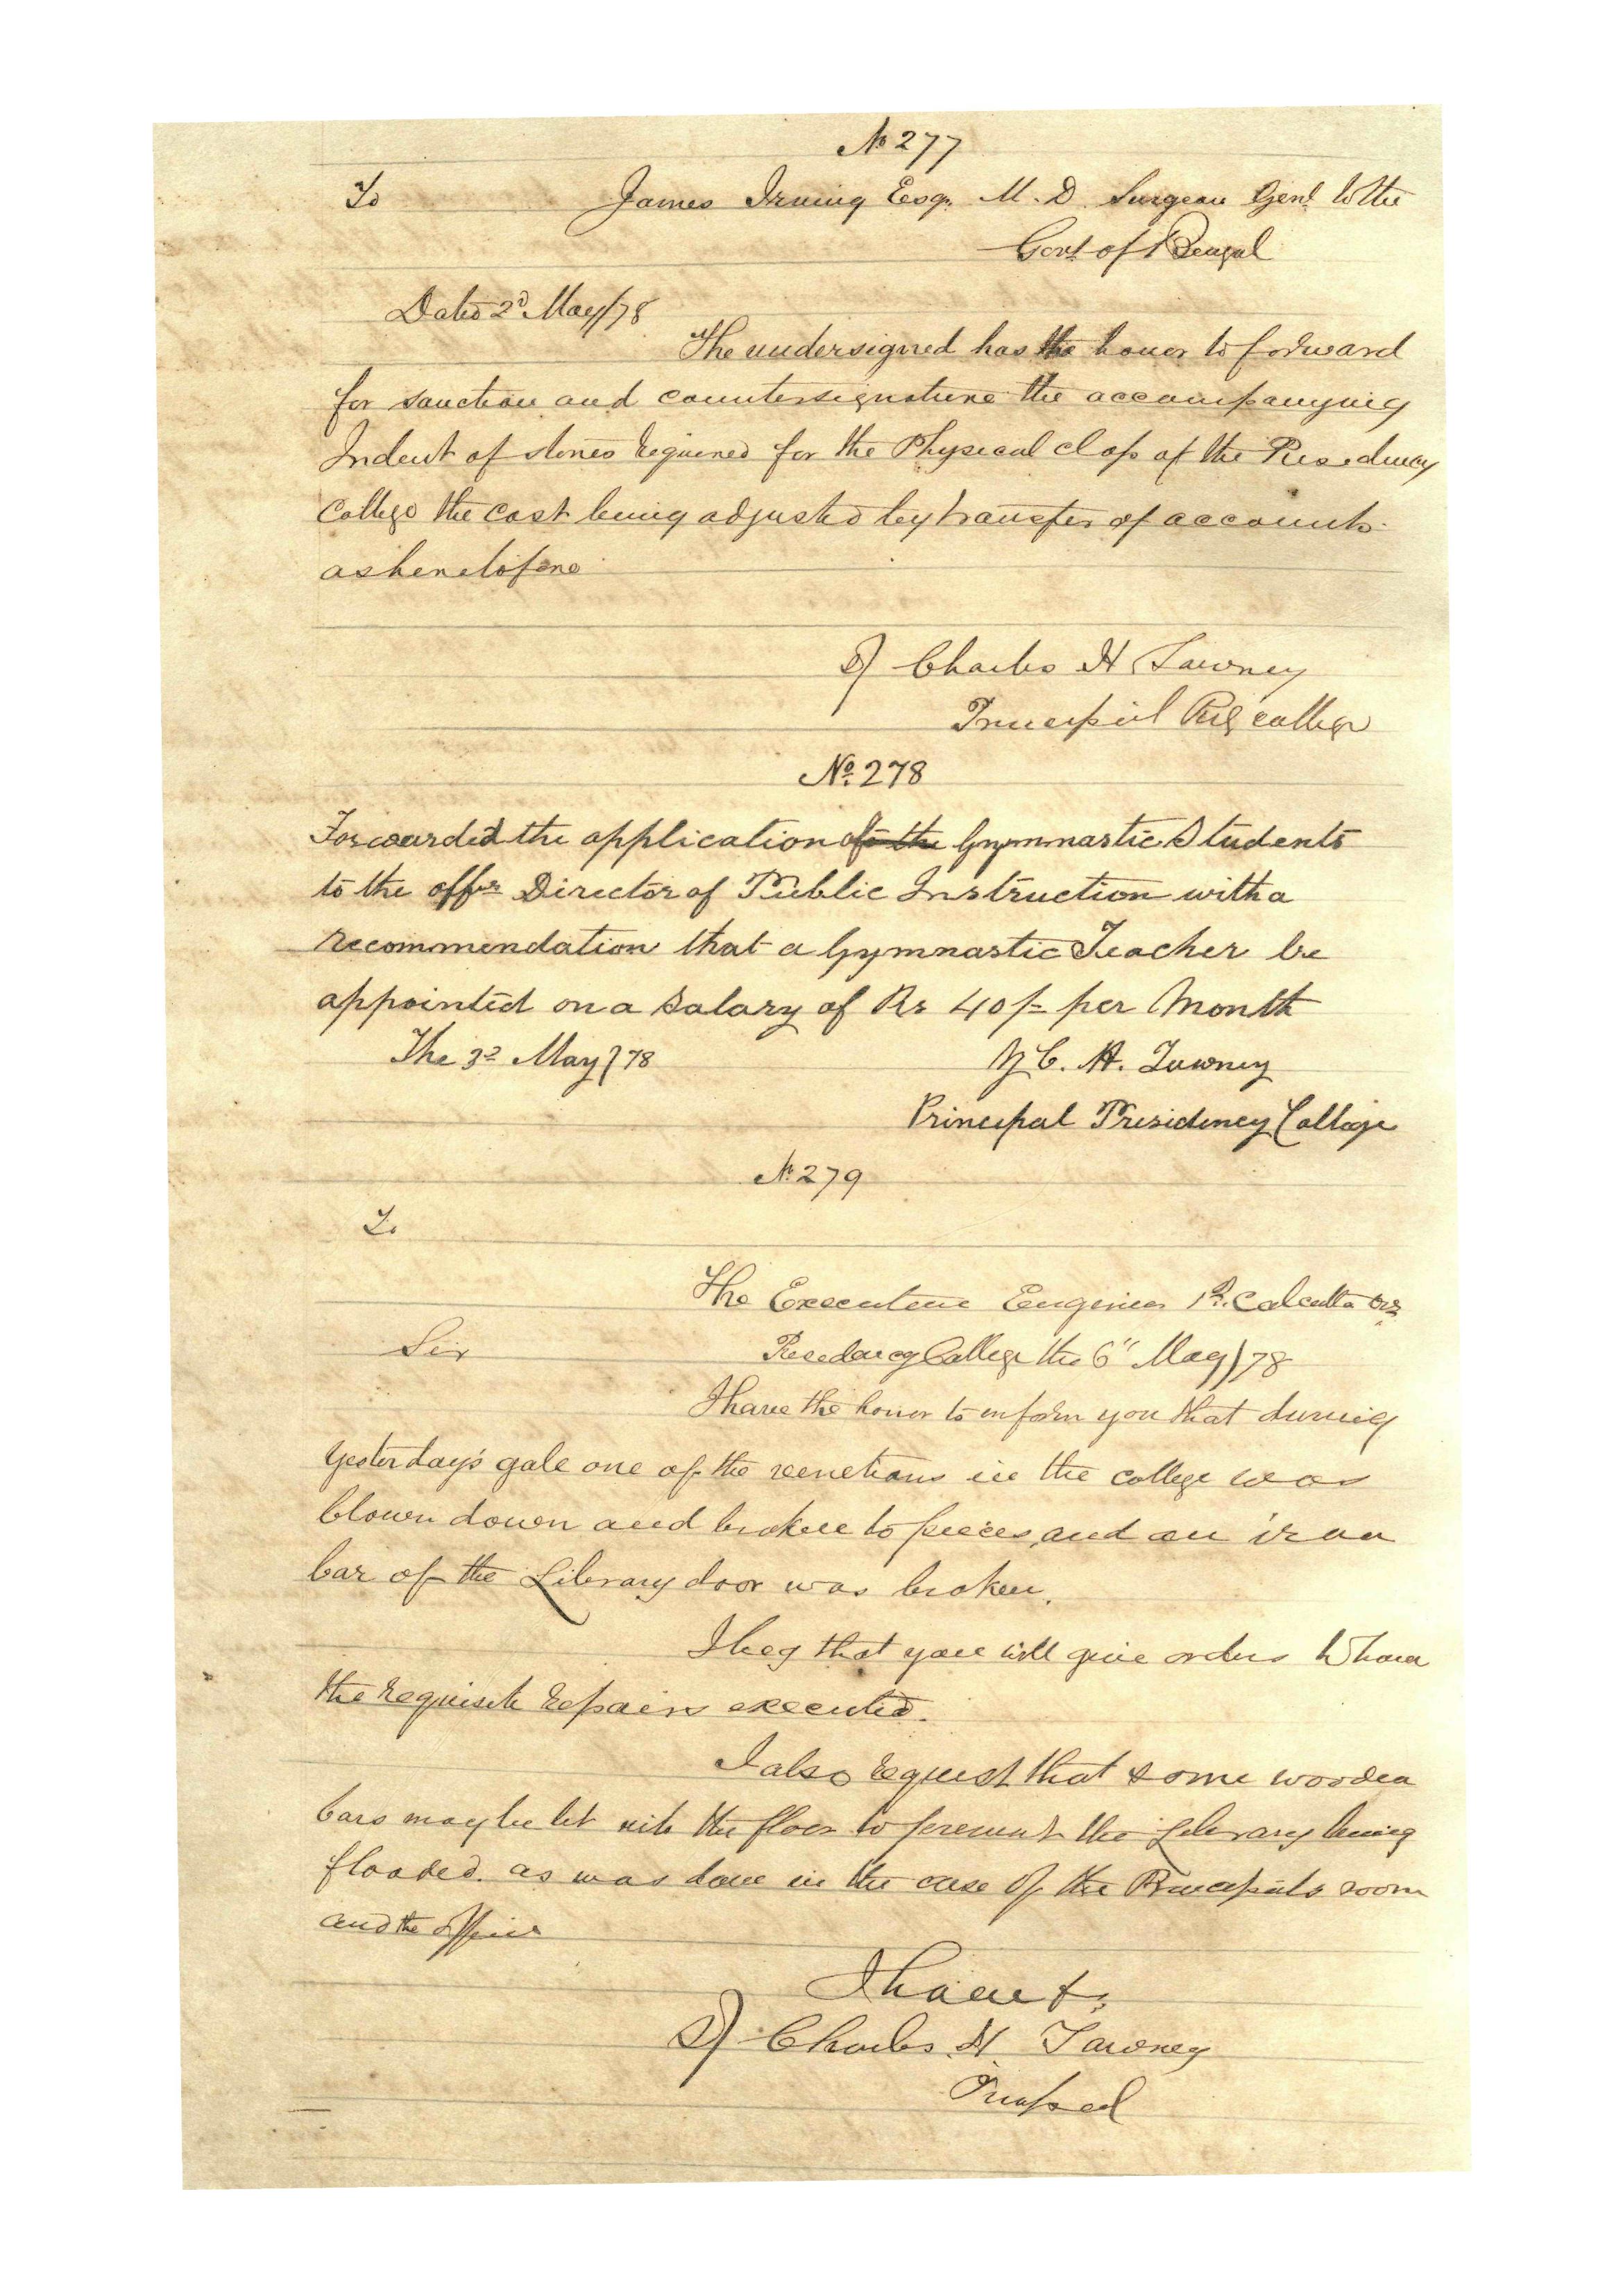 No 277
To James Irving Esqr. M. D. Surgeon Genl. to the
Govt of Bengal
Dated 2d May/78
The undersigned has the honor to forward
for sanction and countersignature the accompanying
Indent of stores required for the Physical class of the Presidency
College the cost being adjusted by transfer of accounts.
as heretofore
Sd/ Charles H Tawney
Principal Presy college
No. 278
Forwarded the application of the Gymnastic Students
to the offg Director of Public Instruction with a
recommendation that a Gymnastic Teacher be
appointed on a Salary of Rs 40/- per Month
The 3d May/78
Sd/ C. H. Tawney
Principal Presidency College
No 279
To
The Executive Engineer 1st Calcutta
Sir Presidency College the 6" May/78
I have the honor to inform you that during
yesterday's gale one of the venetians in the college was
blown down and broken to pieces, and an iron
bar of the Library door was broken.
I beg that you will give orders to have
the requisite repairs executed.
I also request that some wooden
bars may be let into the floor to prevent the Library being
flooded. as was done in the case of the Principals room
and the office
I have &c
Sd/ Charles H. Tawney
Principal